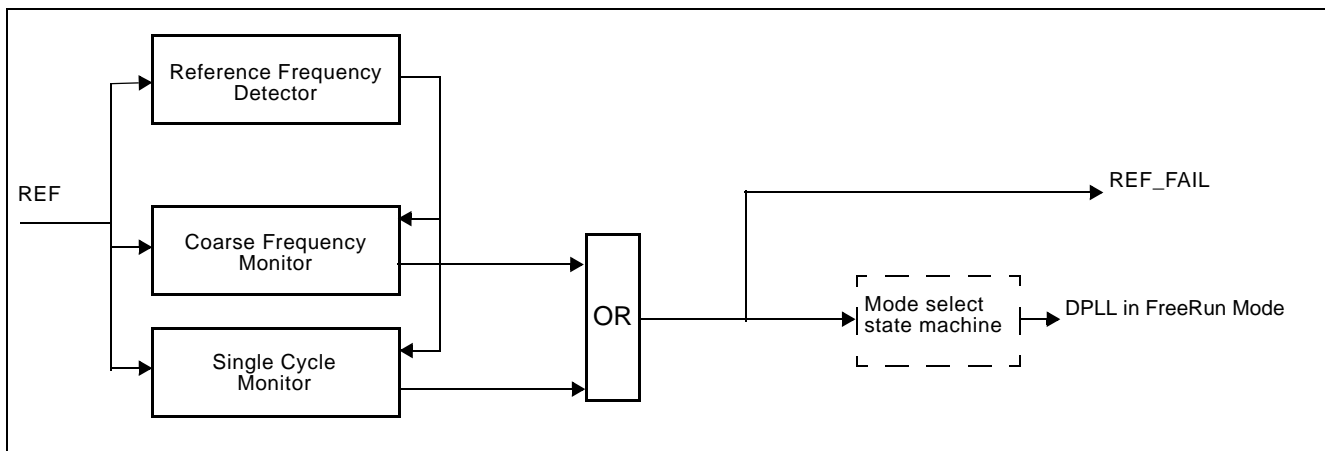 Reference Frequency
Detector
REF
REF_FAIL
Coarse Frequency
Monitor
OR
Mode select
state machine
DPLL in FreeRun Mode
Single Cycle
Monitor